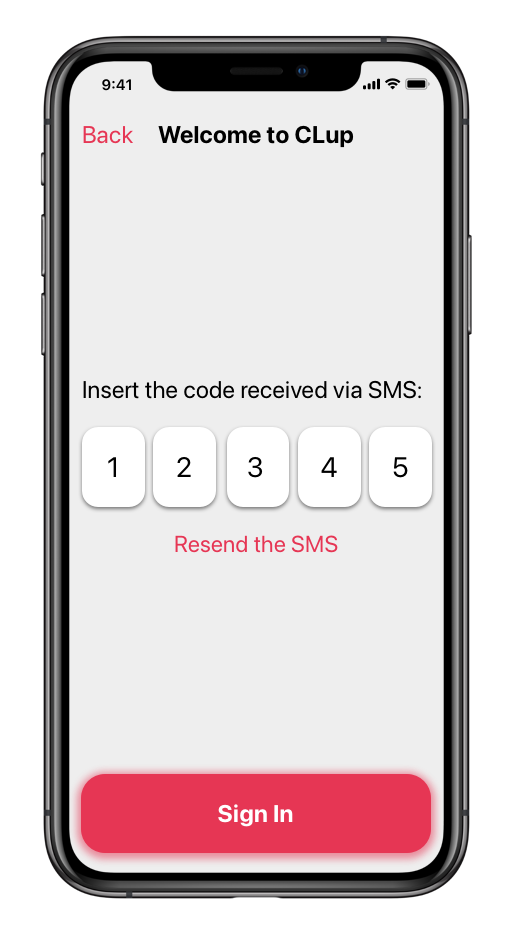 9:41
Back Welcome to CLup
Insert the code received via SMS:
1 2 3 4 5
Resend the SMS
Sign In